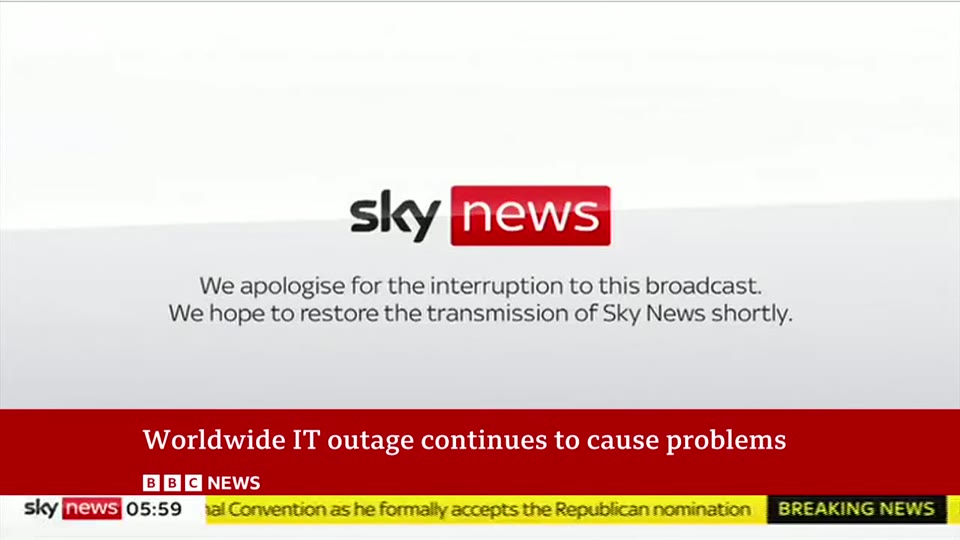 sky news
We apologise for the interruption to this broadcast.
We hope to restore the transmission of Sky News shortly.
Worldwide IT outage continues to cause problems
BBC NEWS
sky news 05:59 nal Convention as he formally accepts the Republican nomination BREAKING NEWS